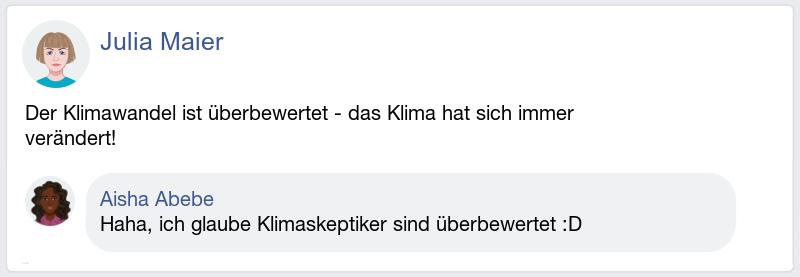 Julia Maier
Der Klimawandel ist überbewertet - das Klima hat sich immer
verändert!
Aisha Abebe
Haha, ich glaube Klimaskeptiker sind überbewertet :D